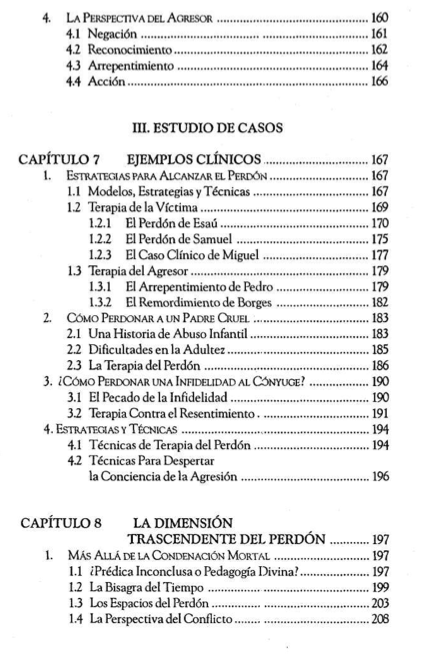 4. La Perspectiva del Agresor ........................................ 160
4.1 Negación ........................................ 161
4.2 Reconocimiento ........................................ 162
4.3 Arrepentimiento ........................................ 164
4.4 Acción ........................................ 166
III. ESTUDIO DE CASOS
CAPÍTULO 7 EJEMPLOS CLÍNICOS ........................................ 167
1. Estrategias para Alcanzar el Perdón ........................................ 167
1.1 Modelos, Estrategias y Técnicas ........................................ 167
1.2 Terapia de la Víctima ........................................ 169
1.2.1 El Perdón de Esaú ........................................ 170
1.2.2 El Perdón de Samuel ........................................ 175
1.2.3 El Caso Clínico de Miguel ........................................ 177
1.3 Terapia del Agresor ........................................ 179
1.3.1 El Arrepentimiento de Pedro ........................................ 179
1.3.2 El Remordimiento de Borges ........................................ 182
2. Cómo Perdonar a un Padre Cruel ........................................ 183
2.1 Una Historia de Abuso Infantil ........................................ 183
2.2 Dificultades en la Adultez ........................................ 185
2.3 La Terapia del Perdón ........................................ 186
3. ¿Cómo Perdonar una Infidelidad al Cónyuge? ........................................ 190
3.1 El Pecado de la Infidelidad ........................................ 190
3.2 Terapia Contra el Resentimiento ........................................ 191
4. Estrategias y Técnicas ........................................ 194
4.1 Técnicas de Terapia del Perdón ........................................ 194
4.2 Técnicas Para Despertar
la Conciencia de la Agresión ........................................ 196
CAPÍTULO 8 LA DIMENSIÓN
TRASCENDENTE DEL PERDÓN ............ 197
1. Más Allá de la Condenación Mortal ........................................ 197
1.1 ¿Prédica Inconclusa o Pedagogía Divina? ........................................ 197
1.2 La Bisagra del Tiempo ........................................ 199
1.3 Los Espacios del Perdón ........................................ 203
1.4 La Perspectiva del Conflicto ........................................ 208